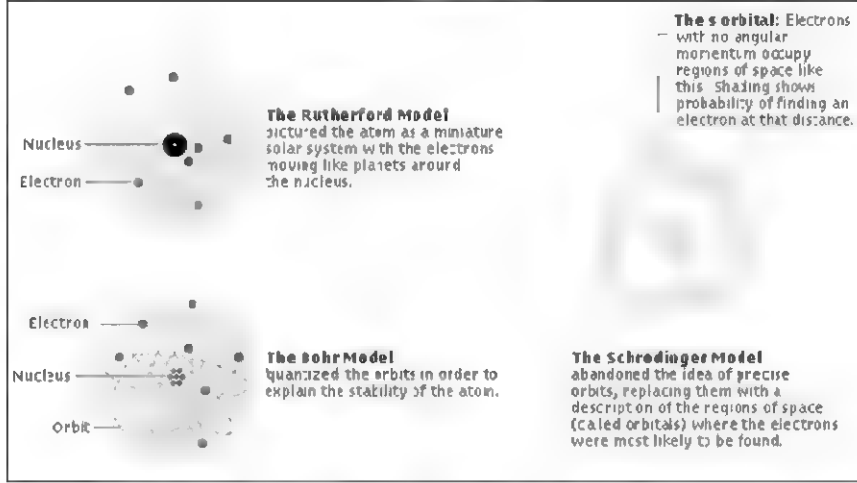 The s orbital: Electrons
with no angular
momentum occupy
regions of space like
this. Shading shows
probability of finding an
electron at that distance.
The Rutherford Model
pictured the atom as a miniature
solar system with the electrons
moving like planets around
the nucleus.
Nucleus
Electron
Electron
Nucleus
Orbit
The Bohr Model
quantized the orbits in order to
explain the stability of the atom.
The Schrodinger Model
abandoned the idea of precise
orbits, replacing them with a
description of the regions of space
(called orbitals) where the electrons
were most likely to be found.